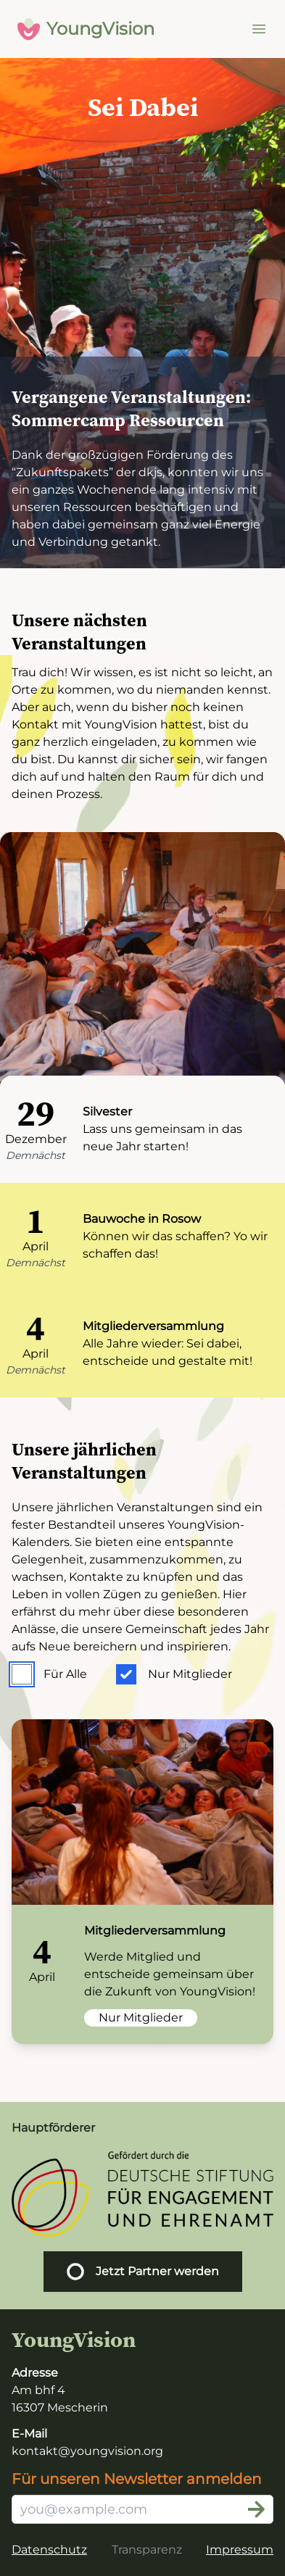 YoungVision
Sei Dabei
Vergangene Veranstaltungen:
Sommercamp Ressourcen
Dank der großzügigen Förderung des
“Zukunftspakets” der dkjs, konnten wir uns
ein ganzes Wochenende lang intensiv mit
unseren Ressourcen beschäftigen und
haben dabei gemeinsam ganz viel Energie
und Verbindung getankt.
Unsere nächsten
Veranstaltungen
Trau dich! Wir wissen, es ist nicht so leicht, an
Orte zu kommen, wo du niemanden kennst.
Aber auch, wenn du bisher noch keinen
Kontakt mit YoungVision hattest, bist du
ganz herzlich eingeladen, zu kommen wie
du bist. Du kannst dir sicher sein, wir fangen
dich auf und halten den Raum für dich und
deinen Prozess.
29
Dezember
Demnächst
Silvester
Lass uns gemeinsam in das
neue Jahr starten!
1
April
Demnächst
Bauwoche in Rosow
Können wir das schaffen? Yo wir
schaffen das!
4
April
Demnächst
Mitgliederversammlung
Alle Jahre wieder: Sei dabei,
entscheide und gestalte mit!
Unsere jährlichen
Veranstaltungen
Unsere jährlichen Veranstaltungen sind ein
fester Bestandteil unseres YoungVision-
Kalenders. Sie bieten eine entspannte
Gelegenheit, zusammenzukommen, zu
wachsen, Kontakte zu knüpfen und das
Leben in vollen Zügen zu genießen. Hier
erfährst du mehr über diese besonderen
Anlässe, die unsere Gemeinschaft jedes Jahr
aufs Neue bereichern und inspirieren.
Für Alle
Nur Mitglieder
4
April
Mitgliederversammlung
Werde Mitglied und
entscheide gemeinsam über
die Zukunft von YoungVision!
Nur Mitglieder
Hauptförderer
Gefördert durch die
DEUTSCHE STIFTUNG
FÜR ENGAGEMENT
UND EHRENAMT
Jetzt Partner werden
YoungVision
Adresse
Am bhf 4
16307 Mescherin
E-Mail
kontakt@youngvision.org
Für unseren Newsletter anmelden
you@example.com
Datenschutz Transparenz Impressum